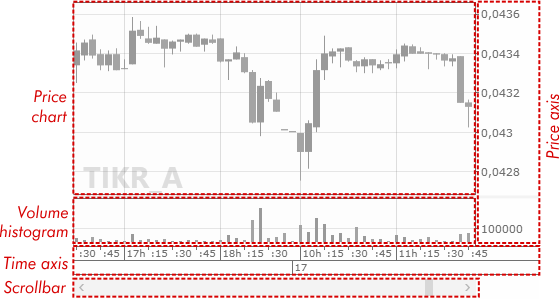 0,0436
0,0434
0,0432
0,043
0,0428
Price
chart
Price axis
TIKR_A
Volume
histogram
100000
:30 :45 17h :15 :30 :45 18h :15 :30 :45 10h :15 :30 :45 11h :15 :30 :45
17
Time axis
Scrollbar